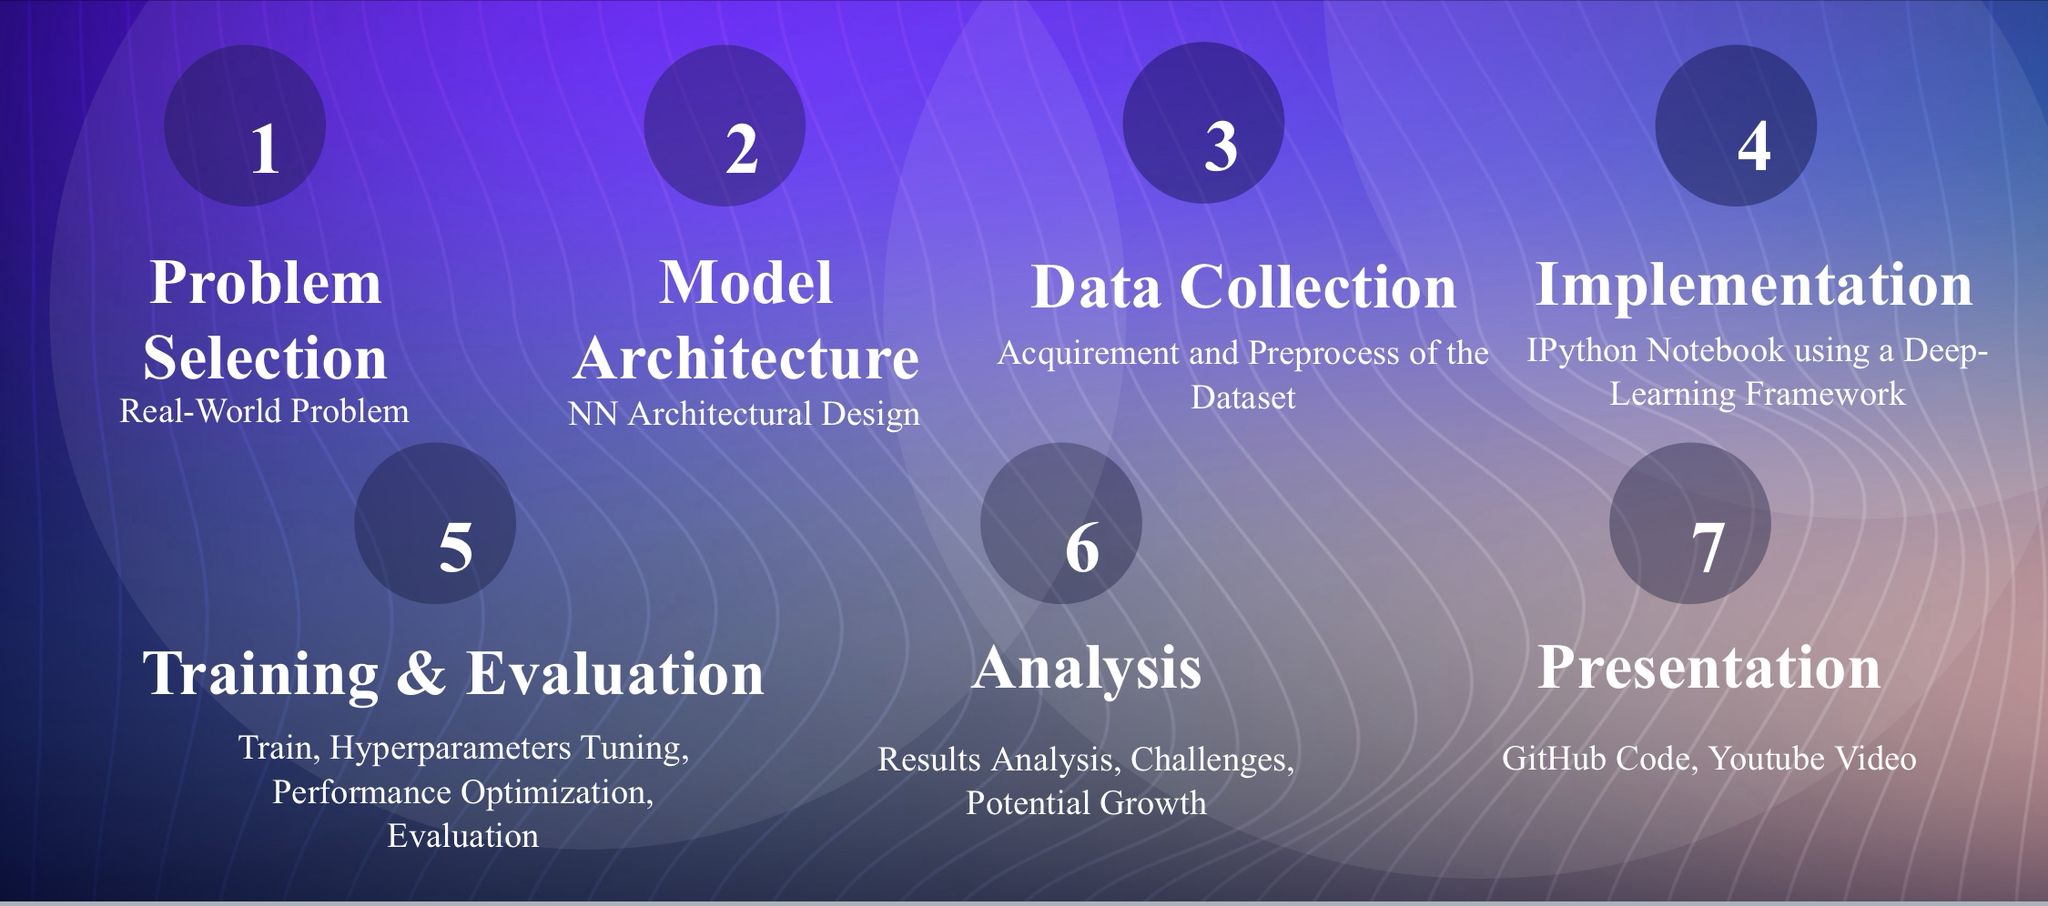 1
Problem
Selection
Real-World Problem
2
Model
Architecture
NN Architectural Design
3
Data Collection
Acquirement and Preprocess of the
Dataset
4
Implementation
IPython Notebook using a Deep-
Learning Framework
5
Training & Evaluation
Train, Hyperparameters Tuning,
Performance Optimization,
Evaluation
6
Analysis
Results Analysis, Challenges,
Potential Growth
7
Presentation
GitHub Code, Youtube Video